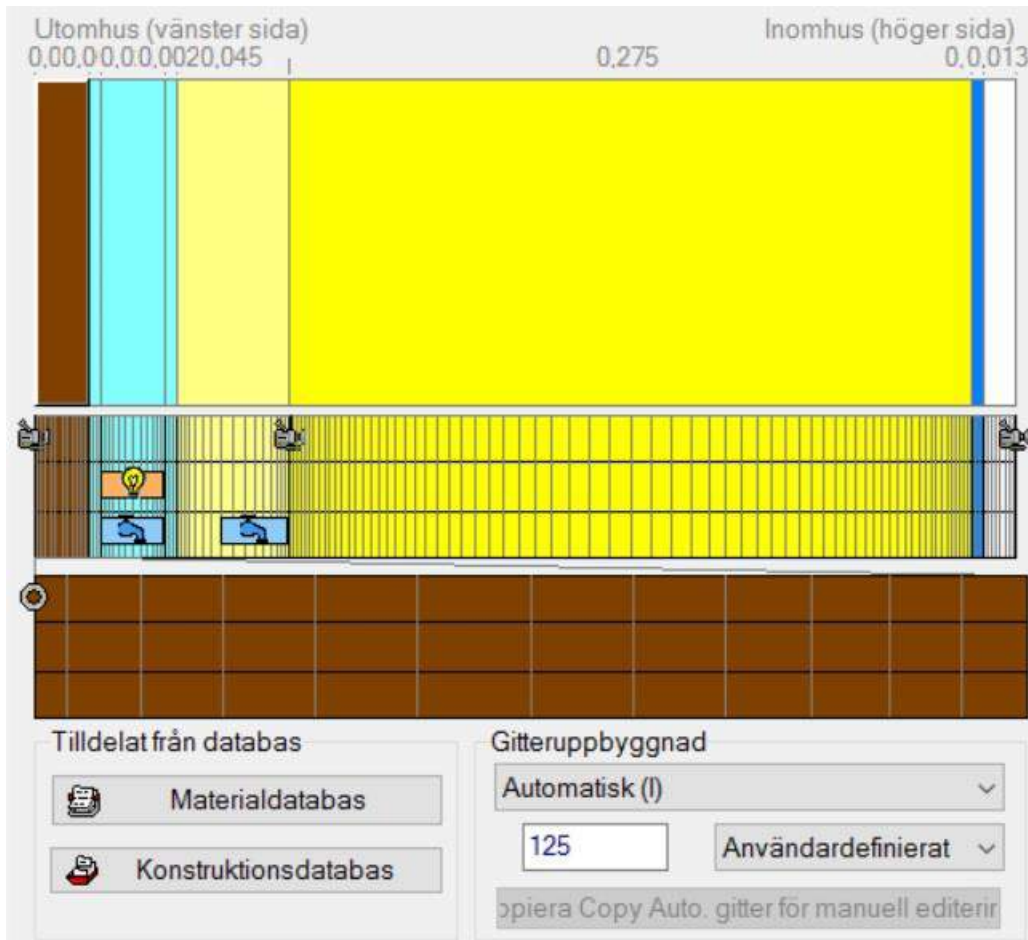 Utomhus (vänster sida)
Inomhus (höger sida)
0,00,0·0,0:0,0020,045
0,275
0,0,013
Tilldelat från databas
Materialdatabas
Konstruktionsdatabas
Gitteruppbyggnad
Automatisk (I)
125
Användardefinierat
opiera Copy Auto. gitter för manuell editerir